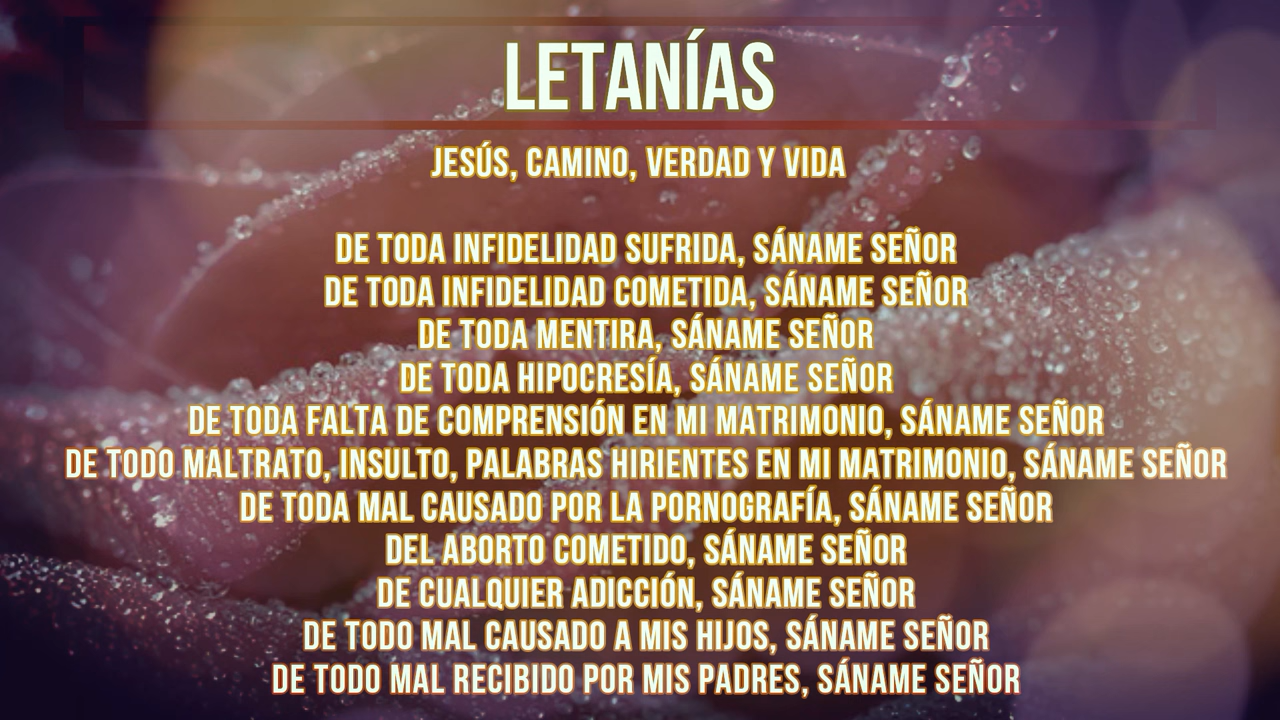 LETANÍAS
JESÚS, CAMINO, VERDAD Y VIDA
DE TODA INFIDELIDAD SUFRIDA, SÁNAME SEÑOR
DE TODA INFIDELIDAD COMETIDA, SÁNAME SEÑOR
DE TODA MENTIRA, SÁNAME SEÑOR
DE TODA HIPOCRESÍA, SÁNAME SEÑOR
DE TODA FALTA DE COMPRENSIÓN EN MI MATRIMONIO, SÁNAME SEÑOR
DE TODO MALTRATO, INSULTO, PALABRAS HIRIENTES EN MI MATRIMONIO, SÁNAME SEÑOR
DE TODA MAL CAUSADO POR LA PORNOGRAFÍA, SÁNAME SEÑOR
DEL ABORTO COMETIDO, SÁNAME SEÑOR
DE CUALQUIER ADICCIÓN, SÁNAME SEÑOR
DE TODO MAL CAUSADO A MIS HIJOS, SÁNAME SEÑOR
DE TODO MAL RECIBIDO POR MIS PADRES, SÁNAME SEÑOR